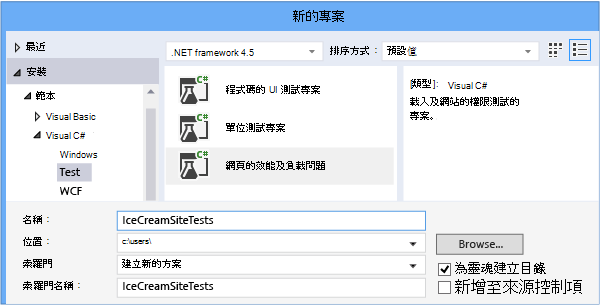 新的專案
最近
.NET framework 4.5
排序方式：
預設值
安裝
範本
Visual Basic
Visual C#
Windows
Test
WCF
C#
程式碼的 UI 測試專案
C#
單位測試專案
C#
網頁的效能及負載問題
[類型]： Visual C#
載入及網站的權限測試的
專案。
名稱：
IceCreamSiteTests
位置：
c:\users\
Browse...
索羅門
建立新的方案
為靈魂建立目錄
索羅門名稱：
IceCreamSiteTests
新增至來源控制項